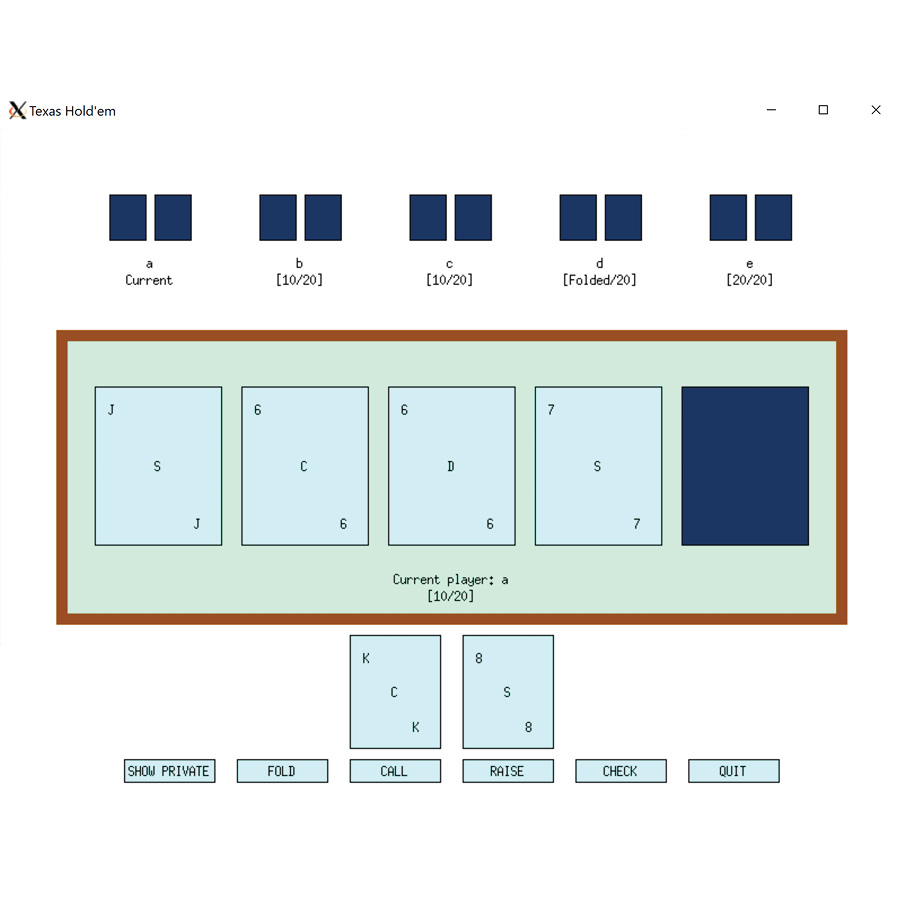 Texas Hold'em
a b c d e
Current [10/20] [10/20] [Folded/20] [20/20]
J 6 6 7
S C D S
J 6 6 7
Current player: a
[10/20]
K 8
C S
K 8
SHOW PRIVATE FOLD CALL RAISE CHECK QUIT